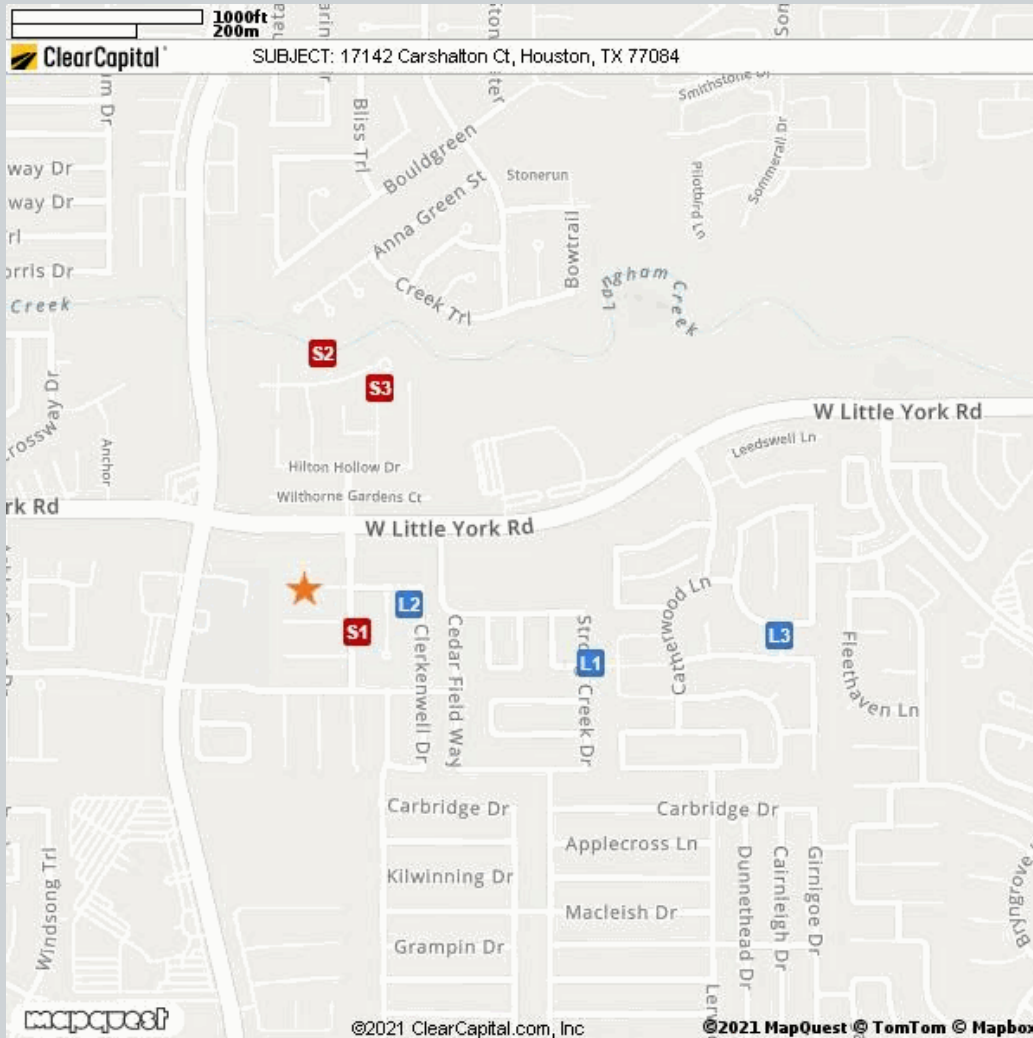 1000ft
200m
ClearCapital
SUBJECT: 17142 Carshalton Ct, Houston, TX 77084
Smithstone Dr
Bliss Trl
Bouldgreen
way Dr
Stonerun
Pilotbird Ln
Sommerall Dr
way Dr
Anna Green St
rl
Bowtrail
orris Dr
Creek
Creek Trl
Langham Creek
S2
S3
W Little York Rd
rossway Dr
Leedswell Ln
Anchor
Hilton Hollow Dr
Wilthorne Gardens Ct
rk Rd
W Little York Rd
L2
S1
Catherwood Ln
L3
L1
Clerkenwell Dr
Cedar Field Way
Creek Dr
Fleethaven Ln
Carbridge Dr
Carbridge Dr
Applecross Ln
Kilwinning Dr
Windsong Trl
Dunnethead Dr
Cairnleigh Dr
Girnigoe Dr
Macleish Dr
Grampin Dr
Lerw
mapquest
©2021 ClearCapital.com, Inc
©2021 MapQuest © TomTom © Mapbox